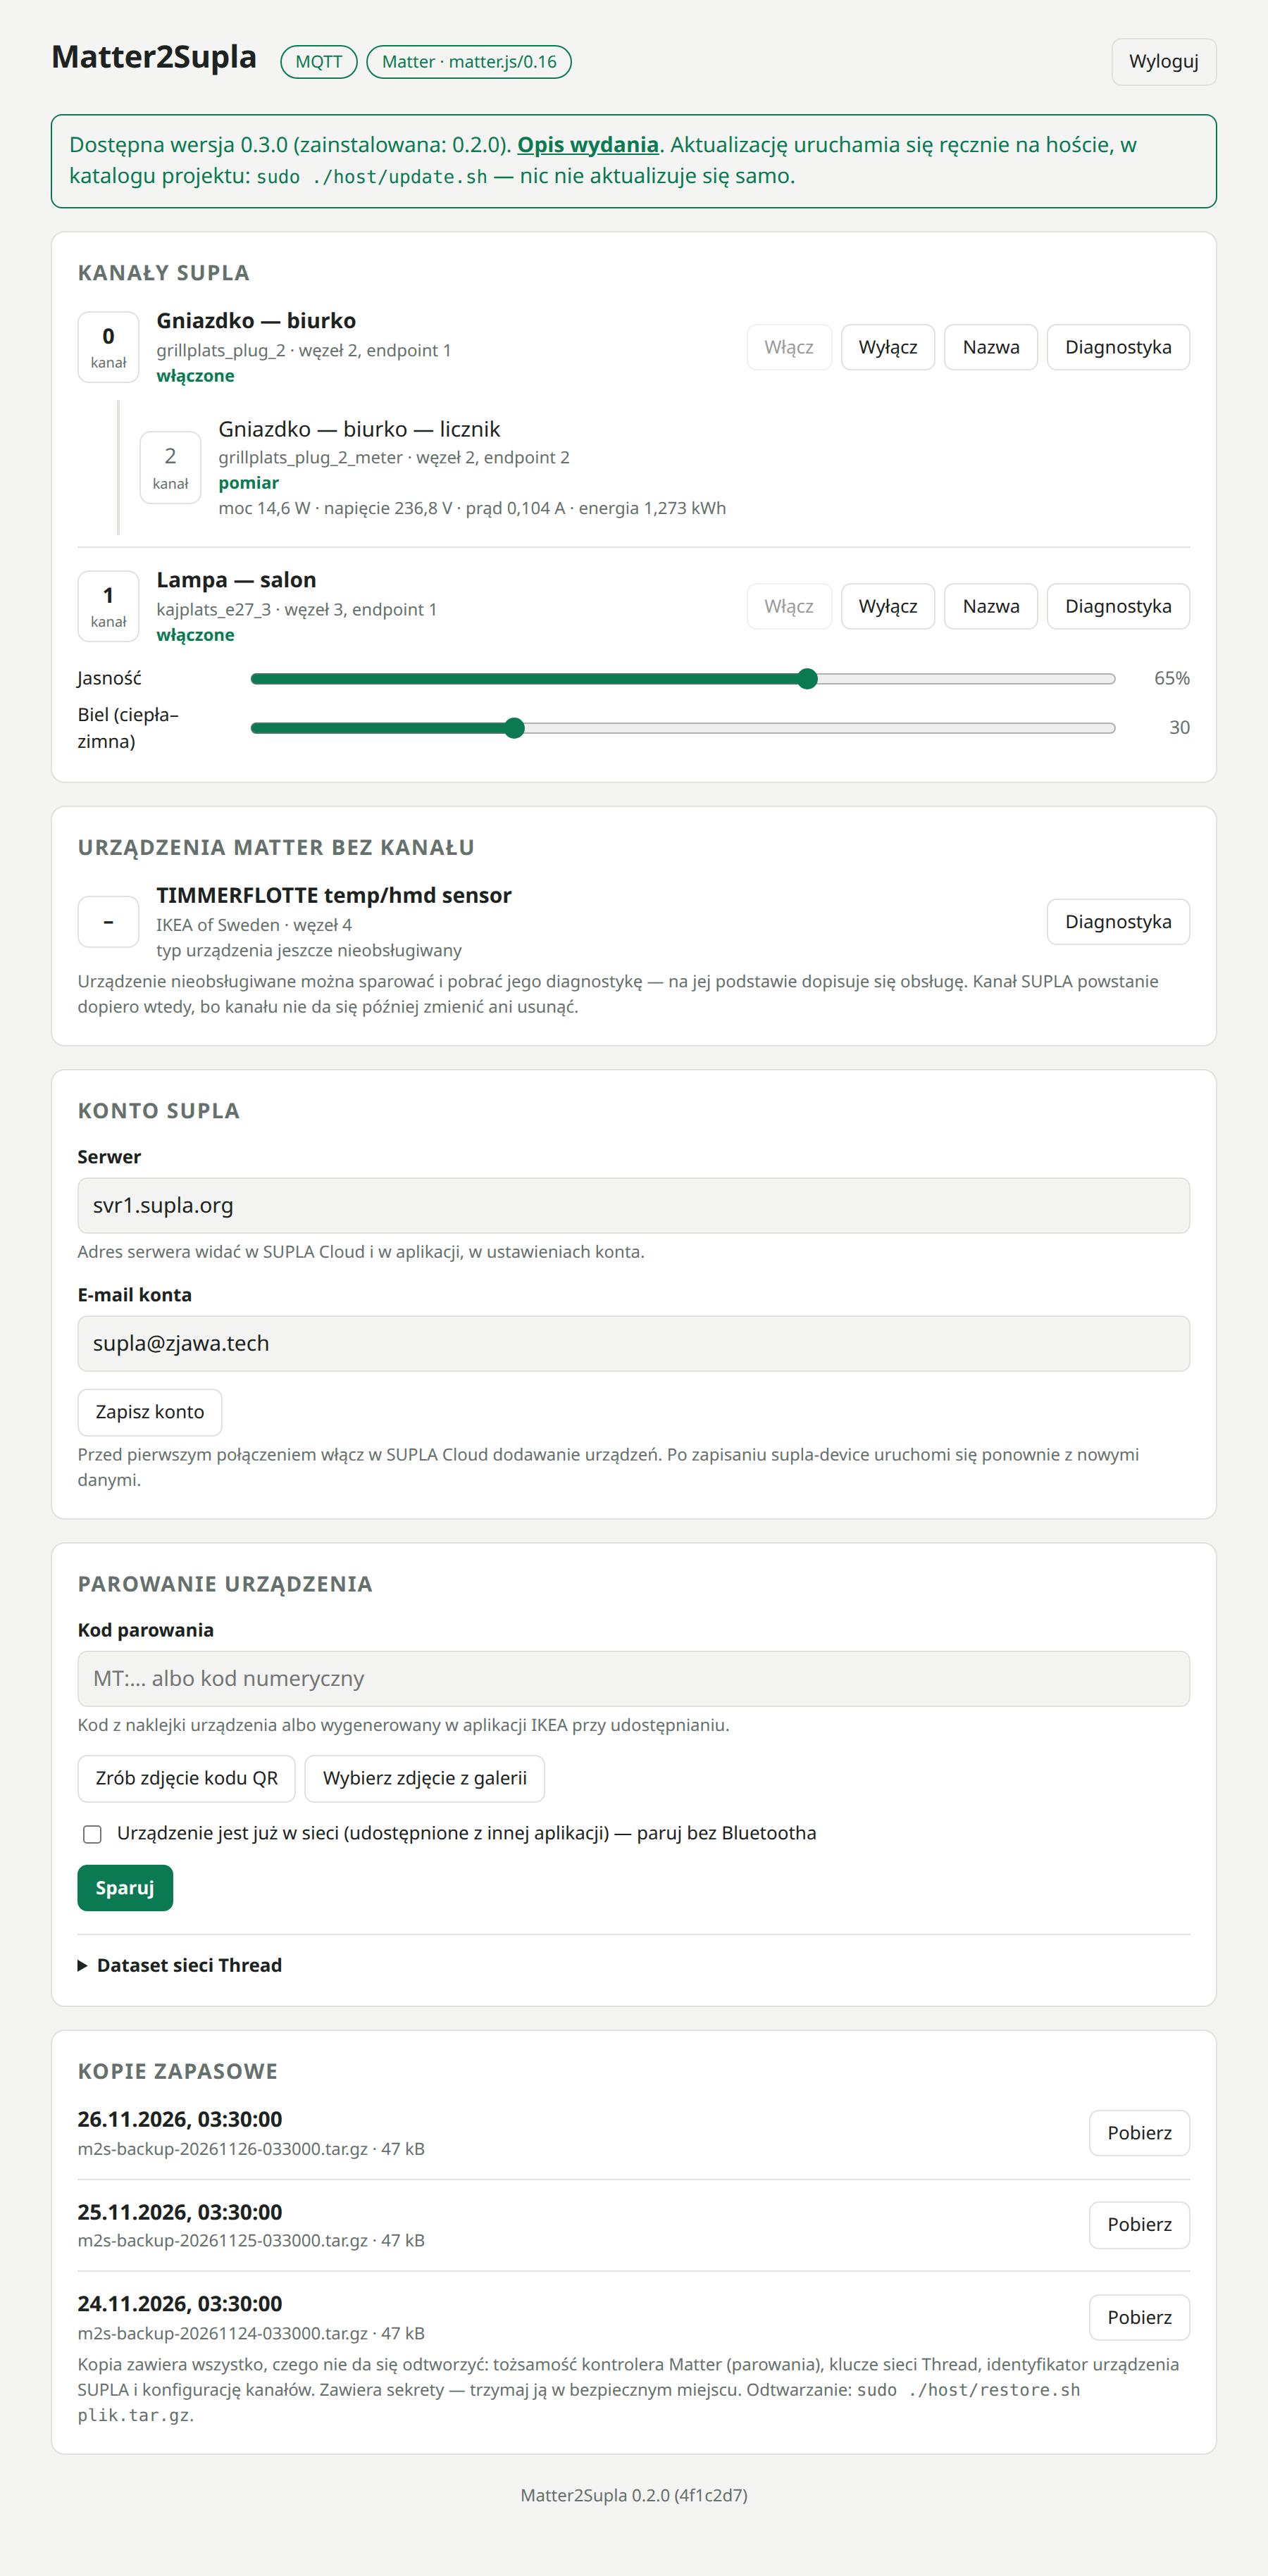 Matter2Supla
MQTT
Matter · matter.js/0.16
Wyloguj
Dostępna wersja 0.3.0 (zainstalowana: 0.2.0). Opis wydania. Aktualizację uruchamia się ręcznie na hoście, w
katalogu projektu: sudo ./host/update.sh — nic nie aktualizuje się samo.
KANAŁY SUPLA
0
kanał
Gniazdko — biurko
grillplats_plug_2 · węzeł 2, endpoint 1
włączone
Włącz
Wyłącz
Nazwa
Diagnostyka
2
kanał
Gniazdko — biurko — licznik
grillplats_plug_2_meter · węzeł 2, endpoint 2
pomiar
moc 14,6 W · napięcie 236,8 V · prąd 0,104 A · energia 1,273 kWh
1
kanał
Lampa — salon
kajplats_e27_3 · węzeł 3, endpoint 1
włączone
Włącz
Wyłącz
Nazwa
Diagnostyka
Jasność
65%
Biel (ciepła–
zimna)
30
URZĄDZENIA MATTER BEZ KANAŁU
–
TIMMERFLOTTE temp/hmd sensor
IKEA of Sweden · węzeł 4
typ urządzenia jeszcze nieobsługiwany
Diagnostyka
Urządzenie nieobsługiwane można sparować i pobrać jego diagnostykę — na jej podstawie dopisuje się obsługę. Kanał SUPLA powstanie
dopiero wtedy, bo kanału nie da się później zmienić ani usunąć.
KONTO SUPLA
Serwer
svr1.supla.org
Adres serwera widać w SUPLA Cloud i w aplikacji, w ustawieniach konta.
E-mail konta
supla@zjawa.tech
Zapisz konto
Przed pierwszym połączeniem włącz w SUPLA Cloud dodawanie urządzeń. Po zapisaniu supla-device uruchomi się ponownie z nowymi
danymi.
PAROWANIE URZĄDZENIA
Kod parowania
MT:... albo kod numeryczny
Kod z naklejki urządzenia albo wygenerowany w aplikacji IKEA przy udostępnianiu.
Zrób zdjęcie kodu QR
Wybierz zdjęcie z galerii
Urządzenie jest już w sieci (udostępnione z innej aplikacji) — paruj bez Bluetootha
Sparuj
Dataset sieci Thread
KOPIE ZAPASOWE
26.11.2026, 03:30:00
m2s-backup-20261126-033000.tar.gz · 47 kB
Pobierz
25.11.2026, 03:30:00
m2s-backup-20261125-033000.tar.gz · 47 kB
Pobierz
24.11.2026, 03:30:00
m2s-backup-20261124-033000.tar.gz · 47 kB
Pobierz
Kopia zawiera wszystko, czego nie da się odtworzyć: tożsamość kontrolera Matter (parowania), klucze sieci Thread, identyfikator urządzenia
SUPLA i konfigurację kanałów. Zawiera sekrety — trzymaj ją w bezpiecznym miejscu. Odtwarzanie: sudo ./host/restore.sh
plik.tar.gz.
Matter2Supla 0.2.0 (4f1c2d7)